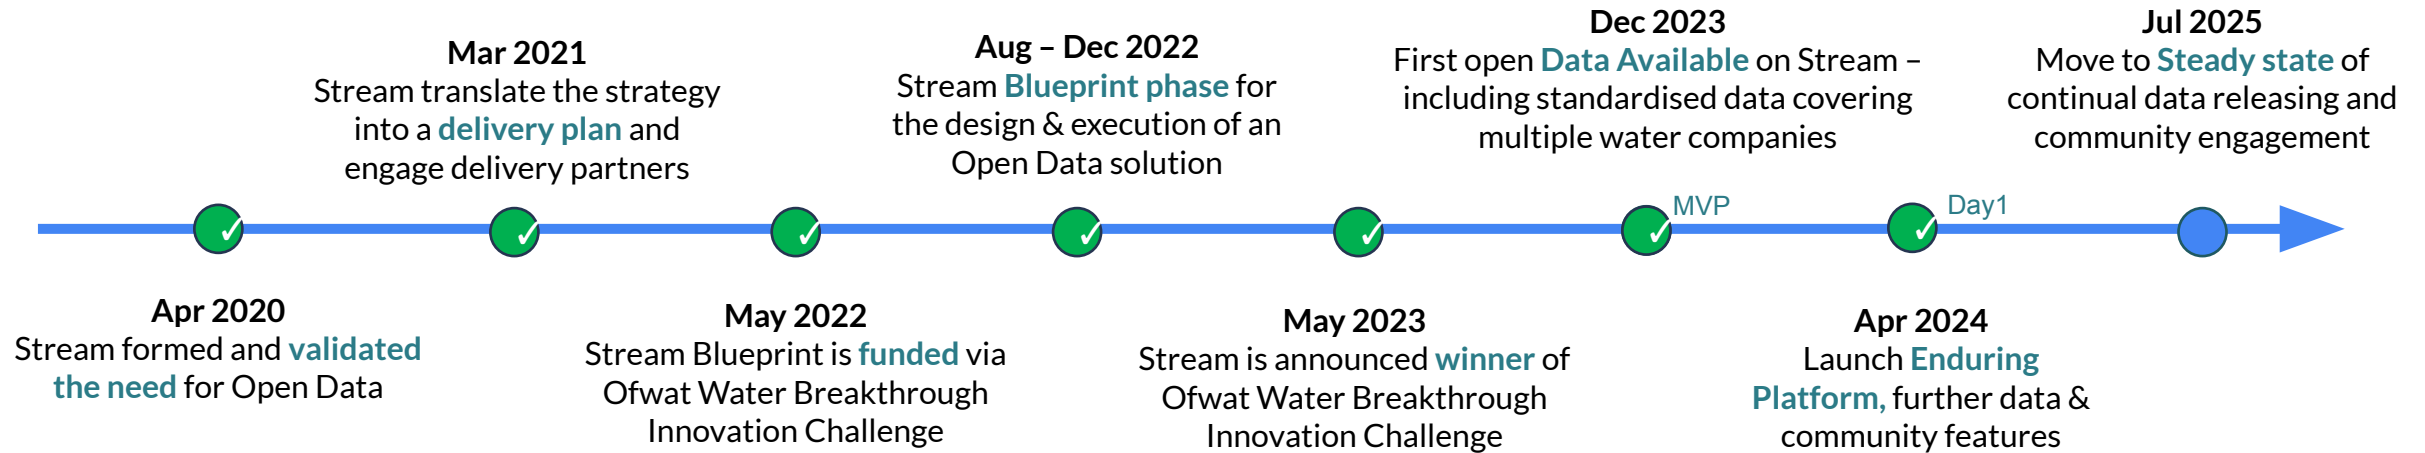 Mar 2021
Stream translate the strategy
into a delivery plan and
engage delivery partners
Aug – Dec 2022
Stream Blueprint phase for
the design & execution of an
Open Data solution
Dec 2023
First open Data Available on Stream –
including standardised data covering
multiple water companies
Jul 2025
Move to Steady state of
continual data releasing and
community engagement
MVP
Day1
Apr 2020
Stream formed and validated
the need for Open Data
May 2022
Stream Blueprint is funded via
Ofwat Water Breakthrough
Innovation Challenge
May 2023
Stream is announced winner of
Ofwat Water Breakthrough
Innovation Challenge
Apr 2024
Launch Enduring
Platform, further data &
community features